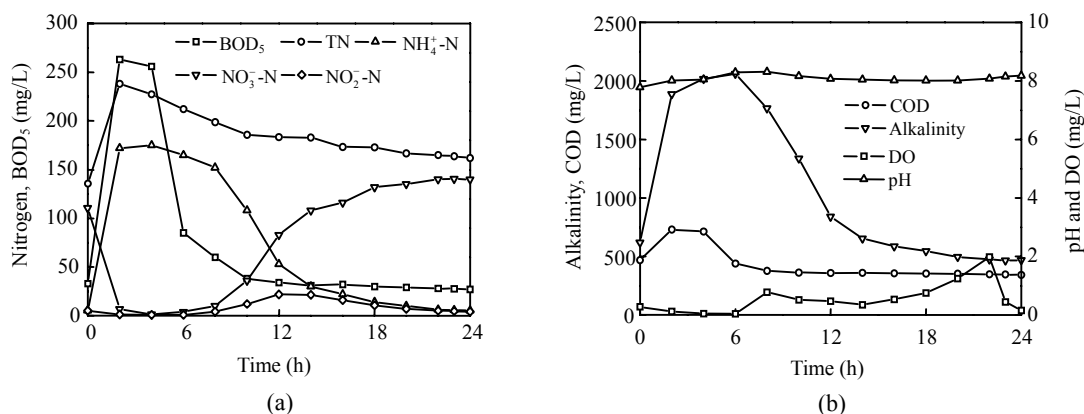 300
250
200
150
100
50
0
Nitrogen, BOD₅ (mg/L)
BOD₅ TN NH₄⁺-N
NO₃⁻-N NO₂⁻-N
0 6 12 18 24
Time (h)
(a)
2500
2000
1500
1000
500
0
Alkalinity, COD (mg/L)
COD
Alkalinity
DO
pH
10
8
6
4
2
0
pH and DO (mg/L)
0 6 12 18 24
Time (h)
(b)